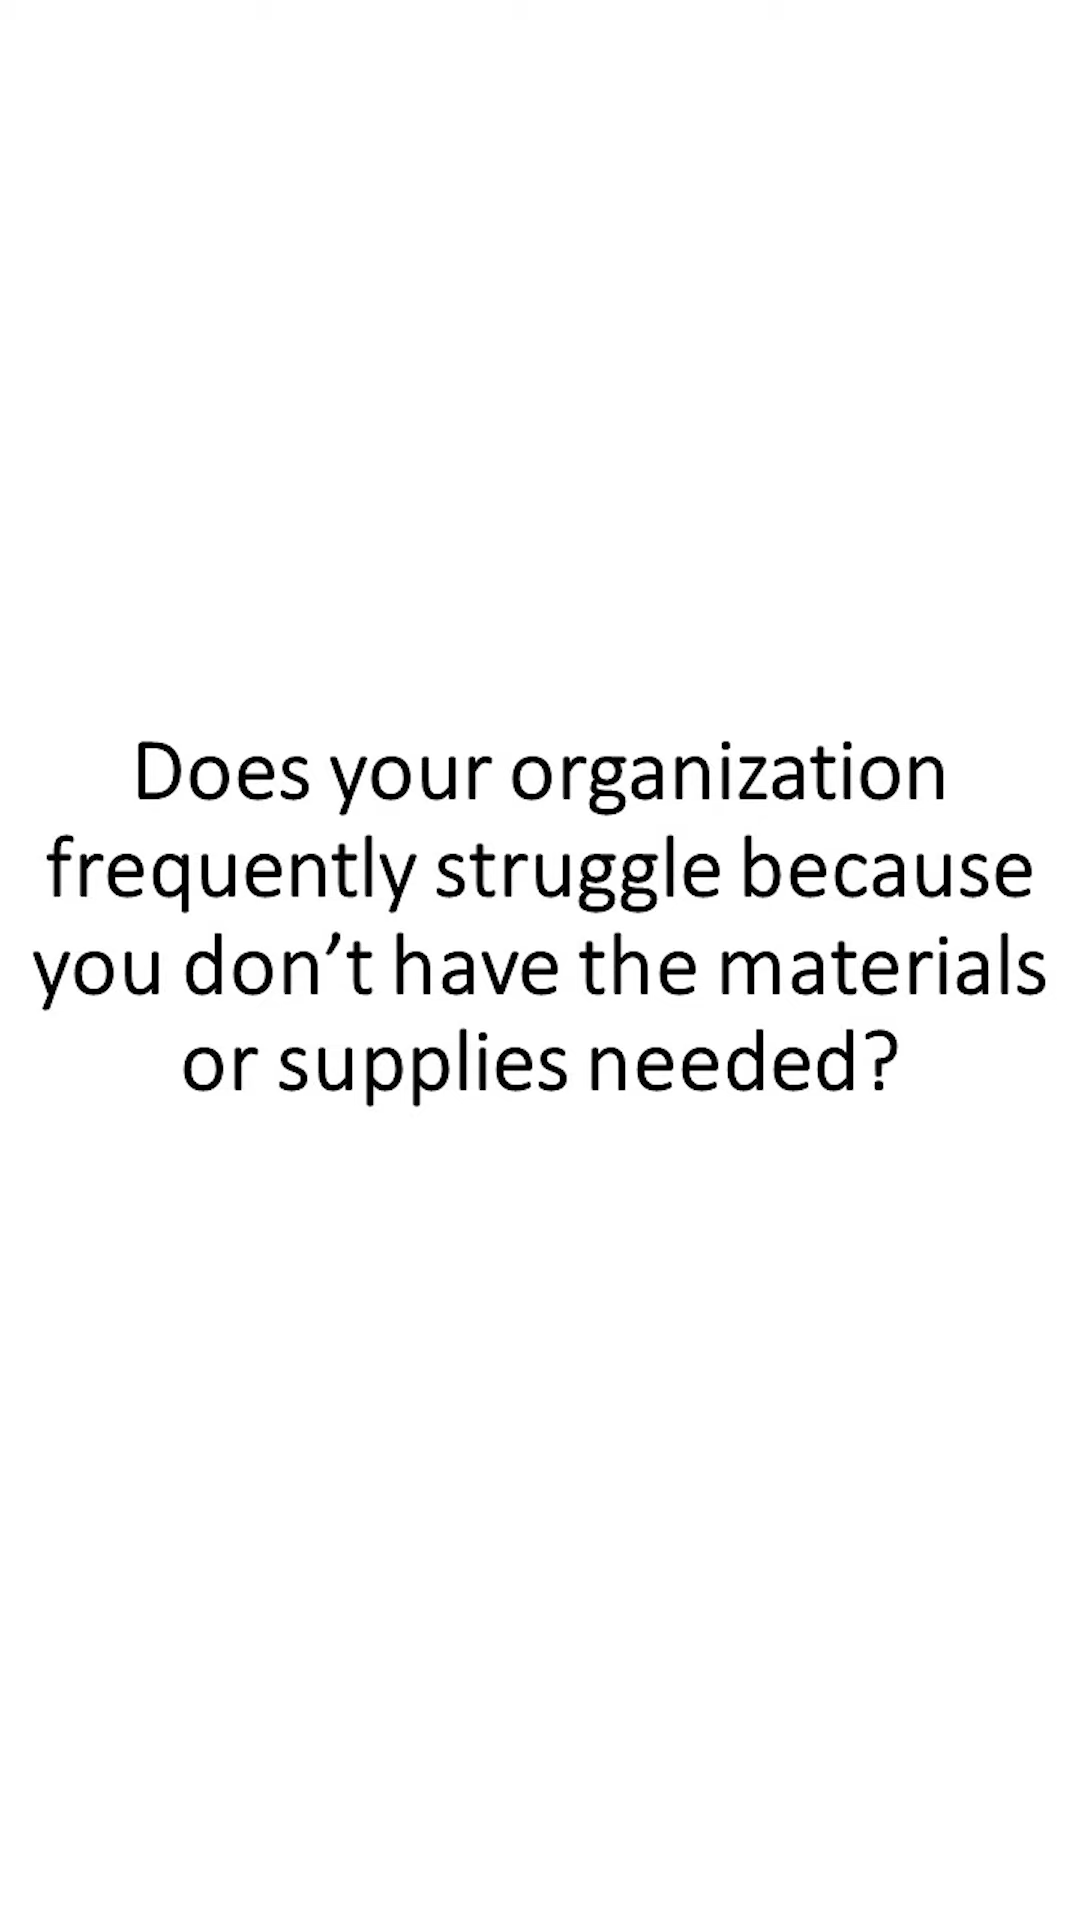 Does your organization
frequently struggle because
you don’t have the materials
or supplies needed?